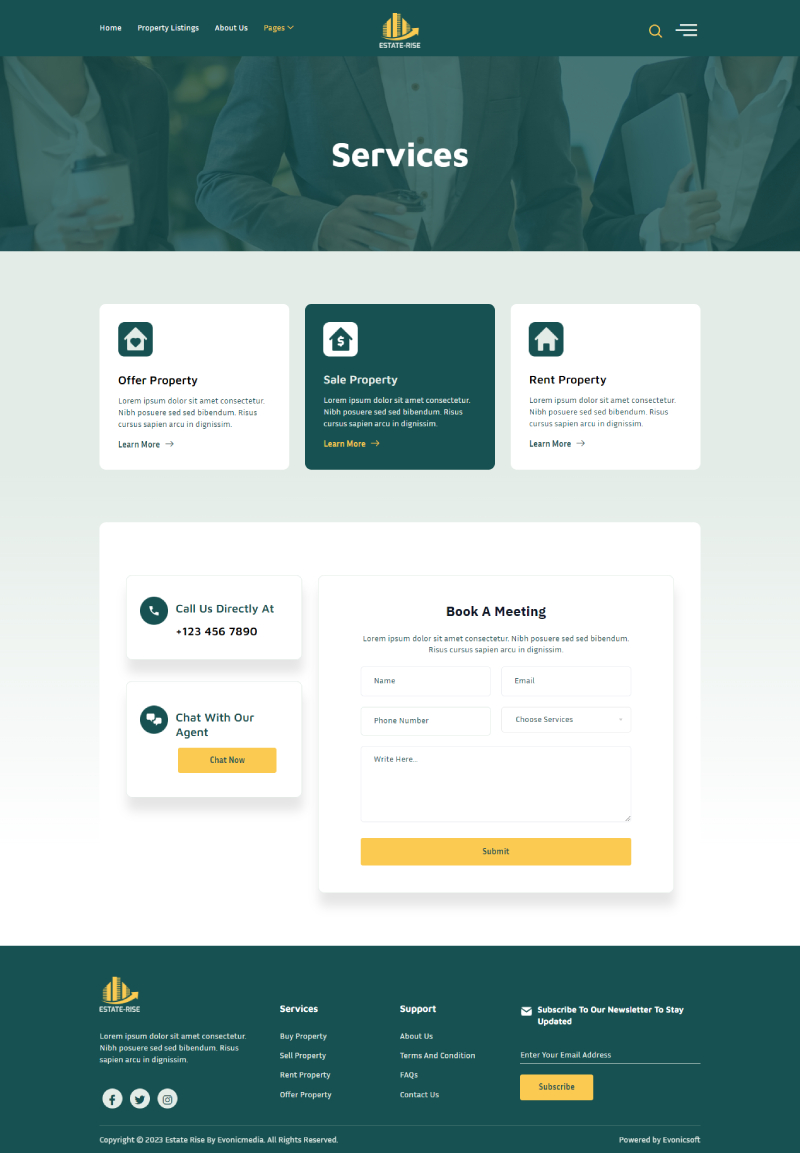 Home Property Listings About Us Pages
ESTATE-RISE
Services
Offer Property
Lorem ipsum dolor sit amet consectetur.
Nibh posuere sed sed bibendum. Risus
cursus sapien arcu in dignissim.
Learn More
Sale Property
Lorem ipsum dolor sit amet consectetur.
Nibh posuere sed sed bibendum. Risus
cursus sapien arcu in dignissim.
Learn More
Rent Property
Lorem ipsum dolor sit amet consectetur.
Nibh posuere sed sed bibendum. Risus
cursus sapien arcu in dignissim.
Learn More
Call Us Directly At
+123 456 7890
Chat With Our
Agent
Chat Now
Book A Meeting
Lorem ipsum dolor sit amet consectetur. Nibh posuere sed sed bibendum.
Risus cursus sapien arcu in dignissim.
Name
Email
Phone Number
Choose Services
Write Here...
Submit
ESTATE-RISE
Lorem ipsum dolor sit amet consectetur.
Nibh posuere sed sed bibendum. Risus
cursus sapien arcu in dignissim.
Services
Buy Property
Sell Property
Rent Property
Offer Property
Support
About Us
Terms And Condition
FAQs
Contact Us
Subscribe To Our Newsletter To Stay
Updated
Enter Your Email Address
Subscribe
Copyright © 2023 Estate Rise By Evonicmedia. All Rights Reserved.
Powered by Evonicsoft